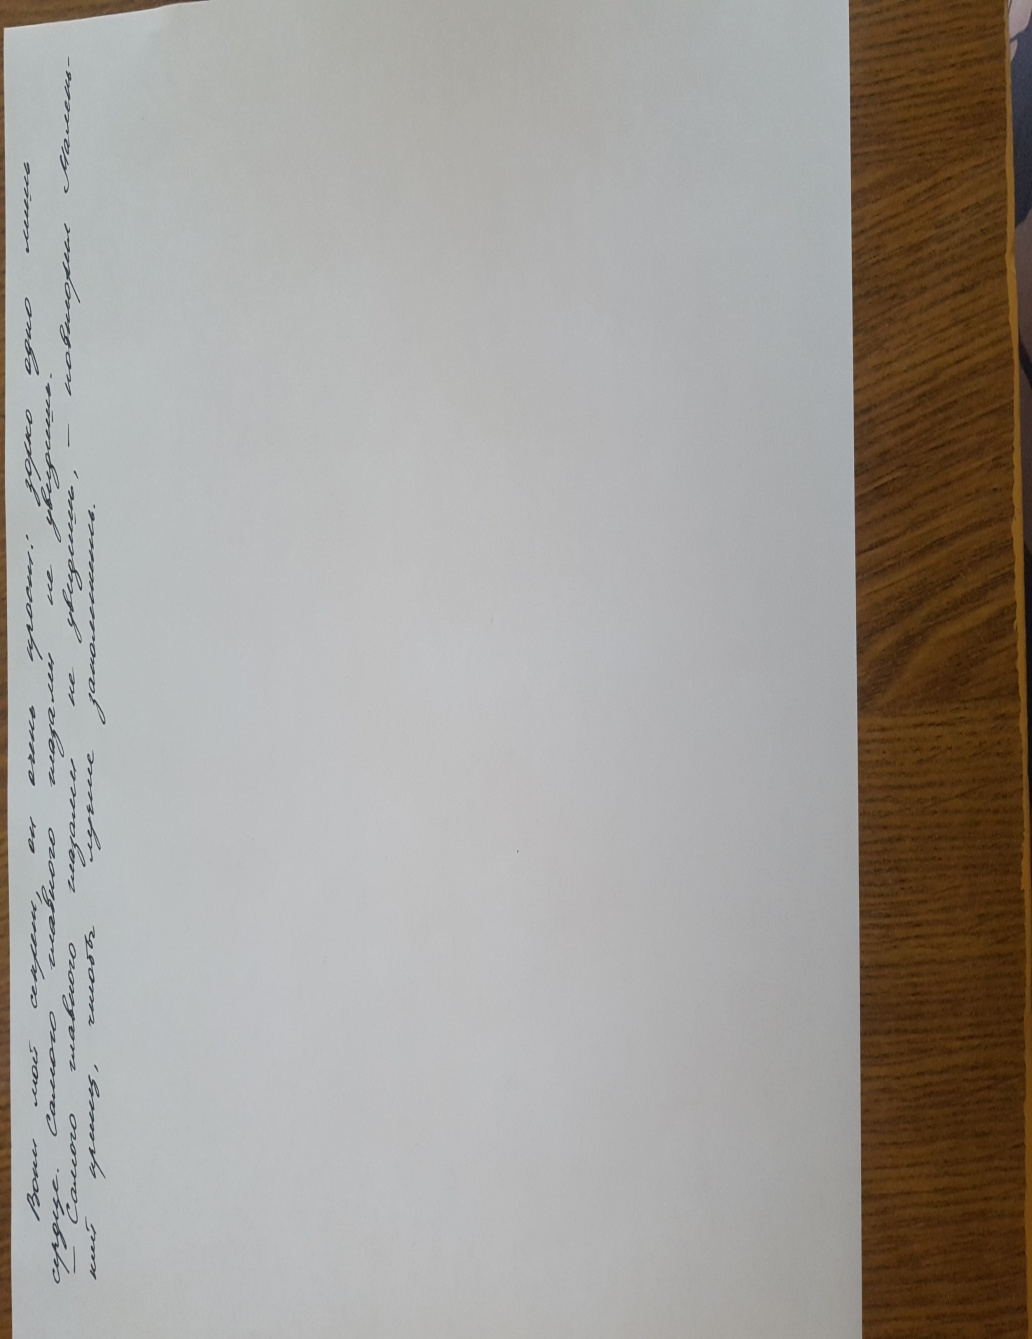 Вот мой секрет, он очень прост: зорко одно лишь
сердце. Самого главного глазами не увидишь.
– Самого главного глазами не увидишь, – повторил Малень-
кий принц, чтобы лучше запомнить.